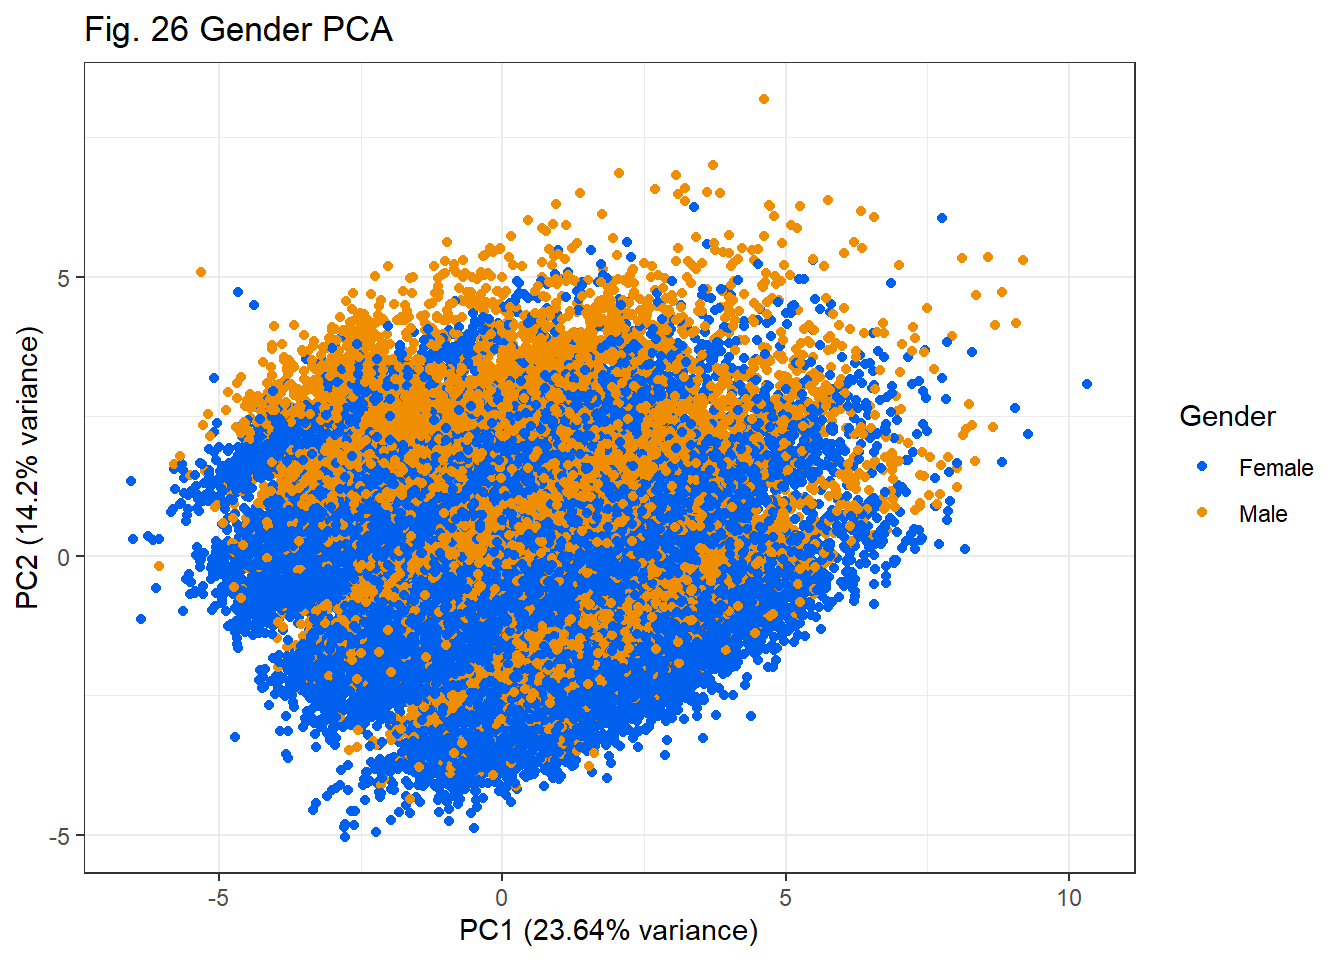 Fig. 26 Gender PCA
5
0
-5
PC2 (14.2% variance)
-5
0
5
10
PC1 (23.64% variance)
Gender
Female
Male